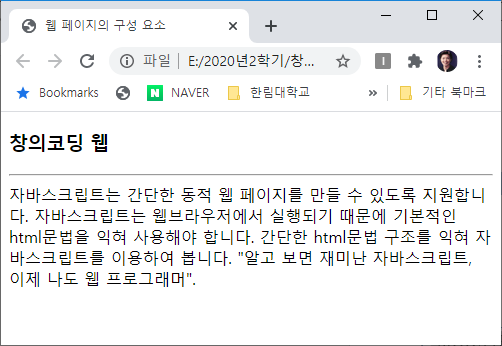 웹 페이지의 구성 요소
파일 E:/2020년2학기/창...
Bookmarks N NAVER 한림대학교 » 기타 북마크
창의코딩 웹
자바스크립트는 간단한 동적 웹 페이지를 만들 수 있도록 지원합니
다. 자바스크립트는 웹브라우저에서 실행되기 때문에 기본적인
html문법을 익혀 사용해야 합니다. 간단한 html문법 구조를 익혀 자
바스크립트를 이용하여 봅니다. "알고 보면 재미난 자바스크립트,
이제 나도 웹 프로그래머".